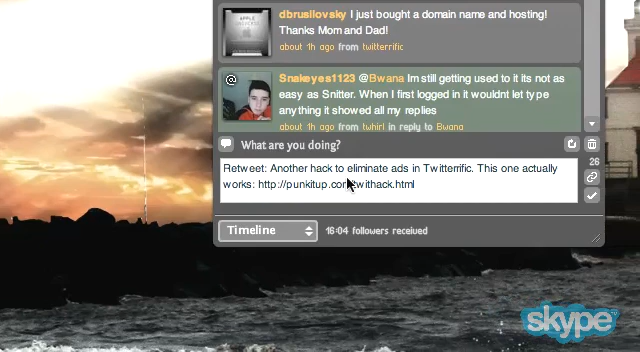 dbrusilovsky I just bought a domain name and hosting!
Thanks Mom and Dad!
about 1h ago from twitterrific
@
Snakeyes1123 @Bwana Im still getting used to it its not as
easy as Snitter. When I first logged in it wouldnt let type
anything it showed all my replies
about 1h ago from twhirl in reply to Bwana
What are you doing?
26
Retweet: Another hack to eliminate ads in Twitterrific. This one actually
works: http://punkitup.com/twithack.html
Timeline
16:04 followers received
skype